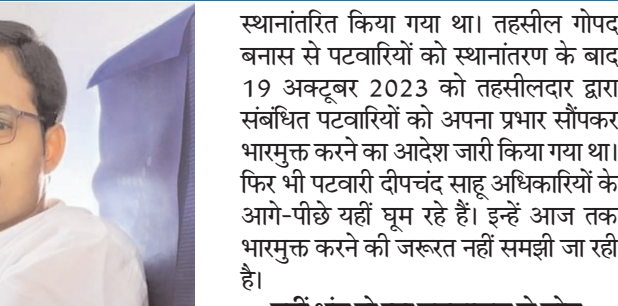 स्थानांतरित किया गया था। तहसील गोपद
बनास से पटवारियों को स्थानांतरण के बाद
19 अक्टूबर 2023 को तहसीलदार द्वारा
संबंधित पटवारियों को अपना प्रभार सौंपकर
भारमुक्त करने का आदेश जारी किया गया था।
फिर भी पटवारी दीपचंद साहू अधिकारियों के
आगे-पीछे यहीं घूम रहे हैं। इन्हें आज तक
भारमुक्त करने की जरूरत नहीं समझी जा रही
है।